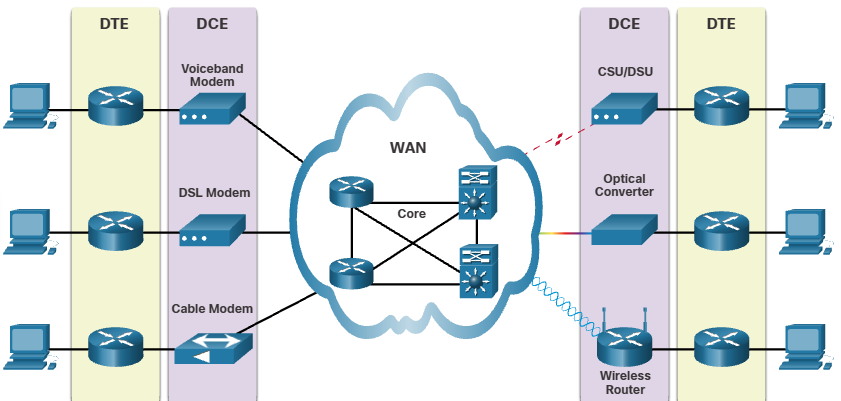 DTE
DCE
DCE
DTE
Voiceband
Modem
CSU/DSU
WAN
DSL Modem
Optical
Converter
Core
Cable Modem
Wireless
Router